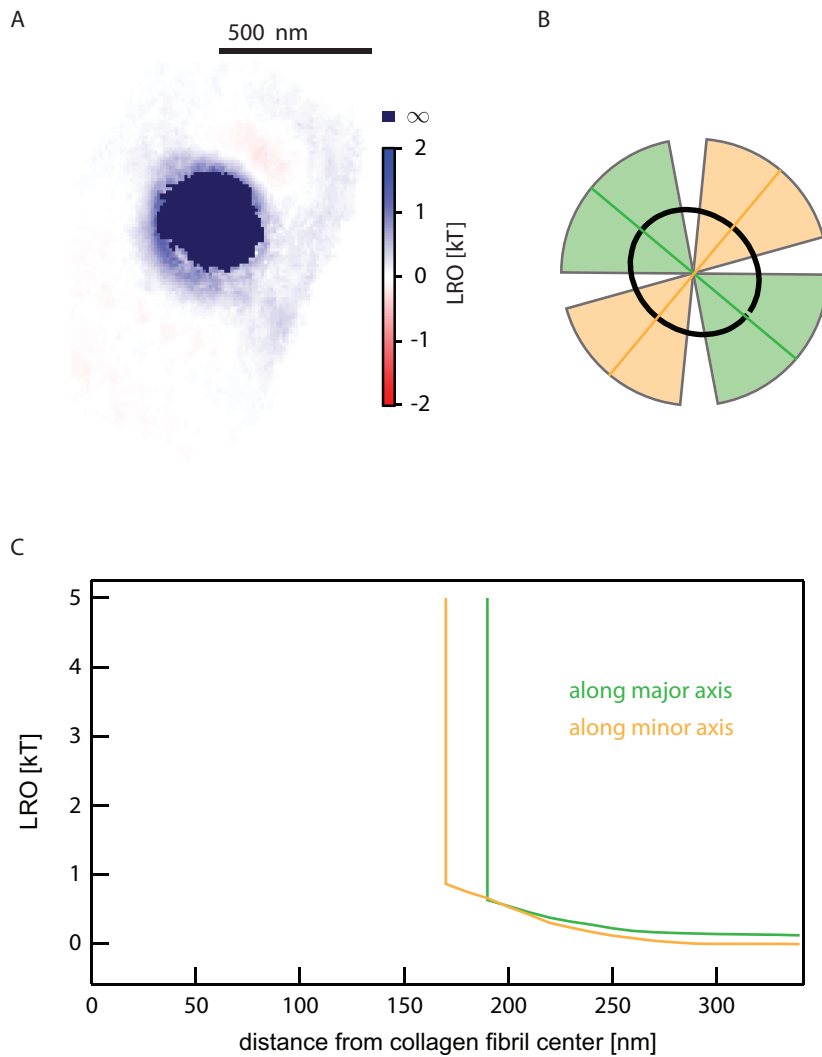 A
500 nm
∞
2
1
0
-1
-2
LRO [kT]
B
C
5
4
3
2
1
0
LRO [kT]
along major axis
along minor axis
0 50 100 150 200 250 300
distance from collagen fibril center [nm]